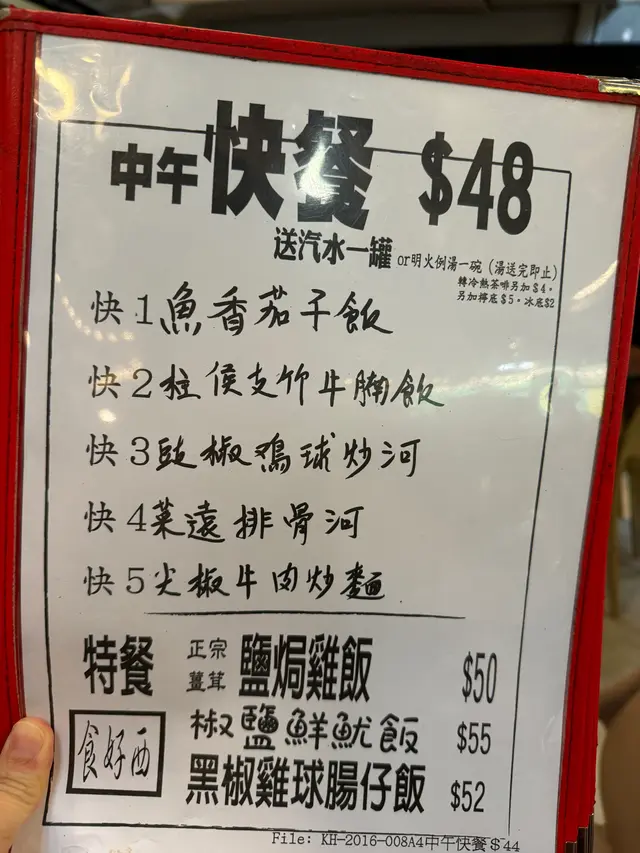 中午快餐 $48
送汽水一罐 or明火例湯一碗(湯送完即止)
轉冷熱茶啡另加$4。
另加轉底$5。冰底$2
快1魚香茄子飯
快2柱侯支竹牛腩飯
快3豉椒鸡球炒河
快4菜遠排骨河
快5尖椒牛肉炒麵
特餐 正宗薑茸 鹽焗雞飯 $50
椒鹽鮮魷飯 $55
食好西
黑椒雞球腸仔飯 $52
File: KH-2016-008A4中午快餐$44